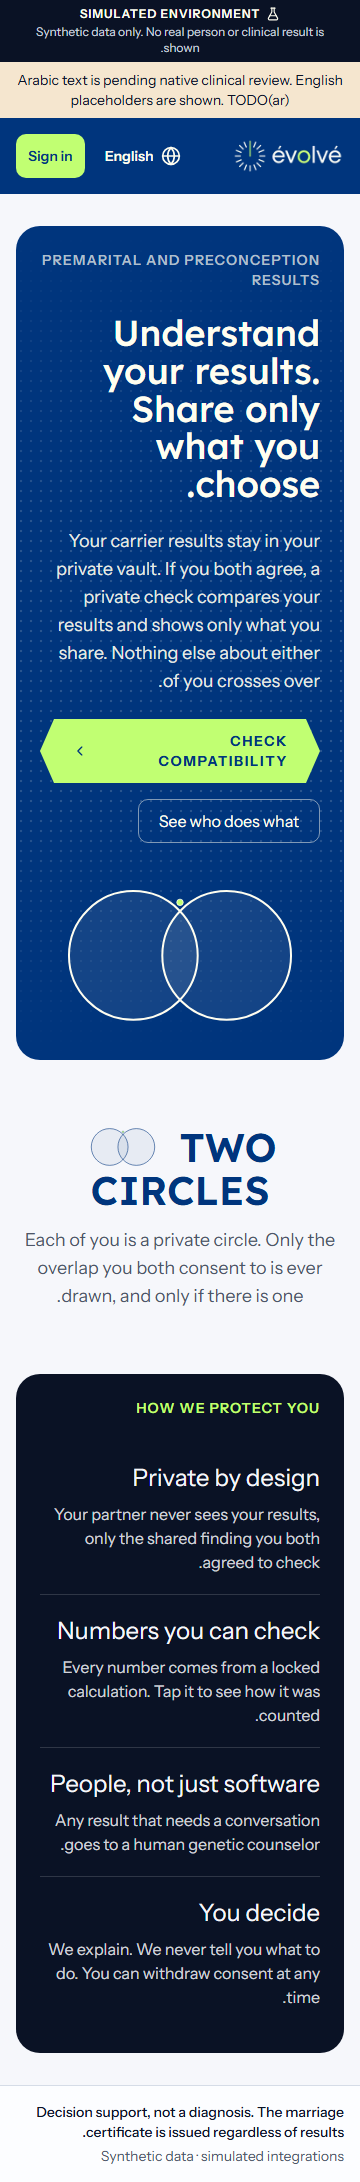 SIMULATED ENVIRONMENT
Synthetic data only. No real person or clinical result is
.shown
Arabic text is pending native clinical review. English
placeholders are shown. TODO(ar)
Sign in
English
évolvé
PREMARITAL AND PRECONCEPTION
RESULTS
Understand
your results.
Share only
what you
.choose
Your carrier results stay in your
private vault. If you both agree, a
private check compares your
results and shows only what you
share. Nothing else about either
.of you crosses over
CHECK
COMPATIBILITY
See who does what
TWO
CIRCLES
Each of you is a private circle. Only the
overlap you both consent to is ever
.drawn, and only if there is one
HOW WE PROTECT YOU
Private by design
Your partner never sees your results,
only the shared finding you both
.agreed to check
Numbers you can check
Every number comes from a locked
calculation. Tap it to see how it was
.counted
People, not just software
Any result that needs a conversation
.goes to a human genetic counselor
You decide
We explain. We never tell you what to
do. You can withdraw consent at any
.time
Decision support, not a diagnosis. The marriage
.certificate is issued regardless of results
Synthetic data · simulated integrations